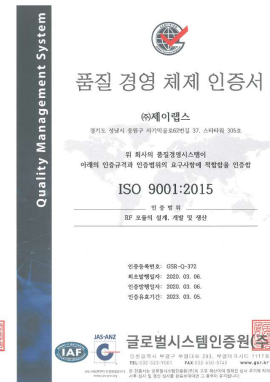 Quality Management System
품질 경영 체제 인증서
㈜제이랩스
경기도 성남시 중원구 사기막골로62번길 37, 스타타워 305호
위 회사의 품질경영시스템이
아래의 인증규격과 인증범위의 요구사항에 적합함을 인증함
ISO 9001:2015
인 증 범 위
RF 모듈의 설계, 개발 및 생산
인증등록번호: GSR-Q-372
최초발행일자: 2020. 03. 06.
인증발행일자: 2020. 03. 06.
인증유효기간: 2023. 03. 05.
JAS-ANZ
IAF
글로벌시스템인증원(주)
www.gsr.kr